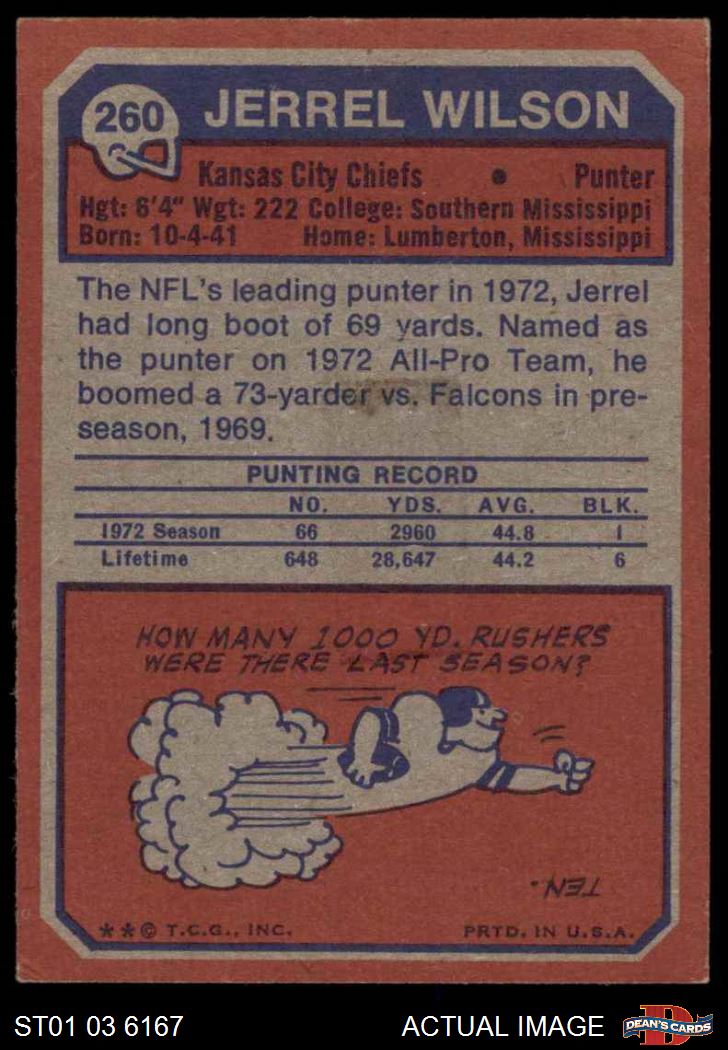 260 JERREL WILSON
Kansas City Chiefs • Punter
Hgt: 6'4" Wgt: 222 College: Southern Mississippi
Born: 10-4-41 Home: Lumberton, Mississippi
The NFL's leading punter in 1972, Jerrel
had long boot of 69 yards. Named as
the punter on 1972 All-Pro Team, he
boomed a 73-yarder vs. Falcons in pre-
season, 1969.
PUNTING RECORD
NO. YDS. AVG. BLK.
1972 Season 66 2960 44.8 1
Lifetime 648 28,647 44.2 6
HOW MANY 1000 YD. RUSHERS
WERE THERE LAST SEASON?
TEN.
**© T.C.G., INC. PRTD. IN U.S.A.
ST01 03 6167 ACTUAL IMAGE D DEAN'S CARDS